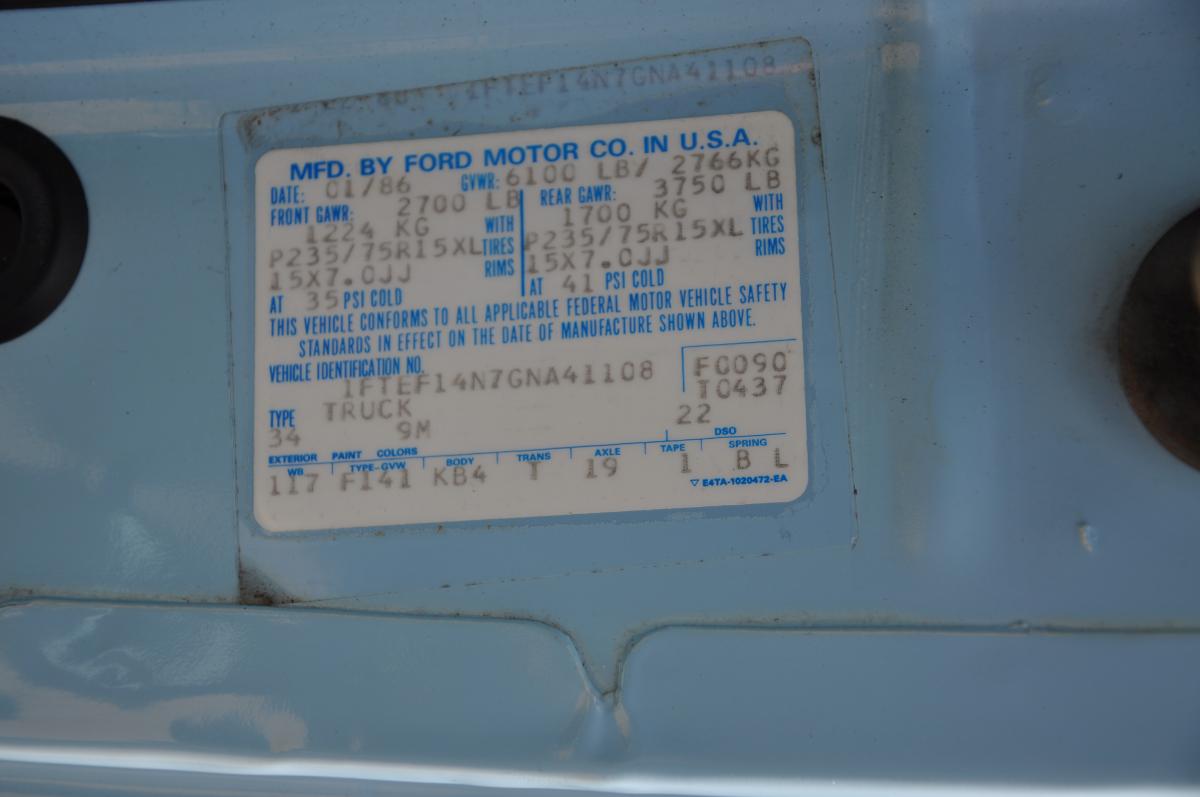 1FTEF14N7GNA41108
MFD. BY FORD MOTOR CO. IN U.S.A.
DATE: 01/86 GVWR: 6100 LB/ 2766KG
FRONT GAWR: 2700 LB REAR GAWR: 3750 LB
1224 KG WITH 1700 KG WITH
P235/75R15XL TIRES P235/75R15XL TIRES
15X7.0JJ RIMS 15X7.0JJ RIMS
AT 35 PSI COLD AT 41 PSI COLD
THIS VEHICLE CONFORMS TO ALL APPLICABLE FEDERAL MOTOR VEHICLE SAFETY
STANDARDS IN EFFECT ON THE DATE OF MANUFACTURE SHOWN ABOVE.
VEHICLE IDENTIFICATION NO. F0090
1FTEF14N7GNA41108 T0437
TYPE TRUCK 22
34 9M
EXTERIOR PAINT COLORS DSO
WB TYPE-GVW BODY TRANS AXLE TAPE SPRING
117 F141 KB4 T 19 1 B L
▽ E4TA-1020472-EA